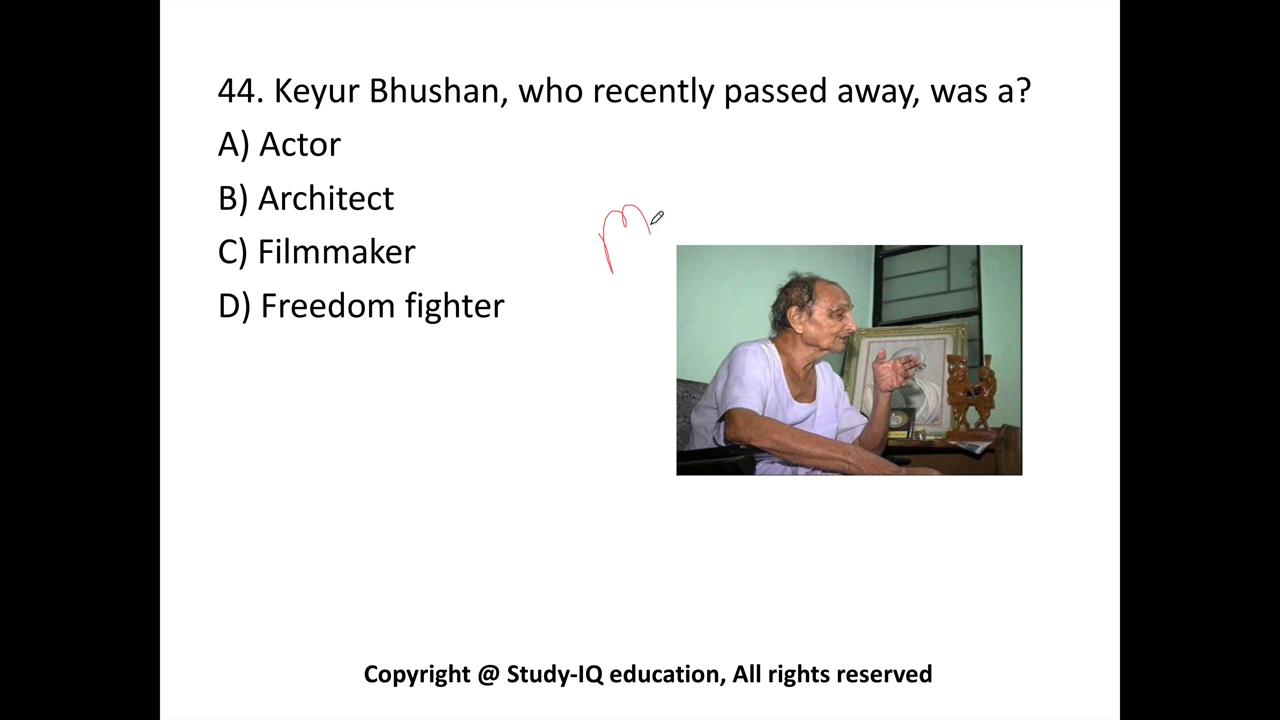 44. Keyur Bhushan, who recently passed away, was a?
A) Actor
B) Architect
C) Filmmaker
D) Freedom fighter
Copyright @ Study-IQ education, All rights reserved